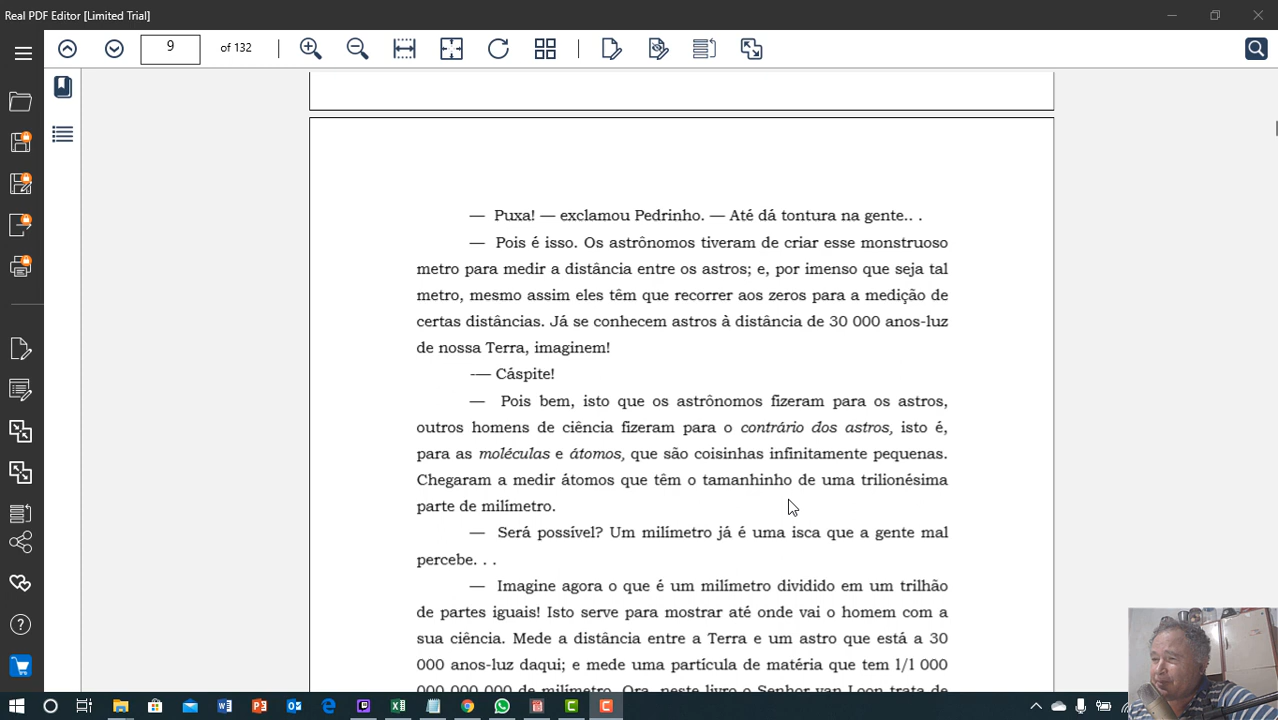 Real PDF Editor [Limited Trial]
9 of 132
— Puxa! — exclamou Pedrinho. — Até dá tontura na gente.. .
— Pois é isso. Os astrônomos tiveram de criar esse monstruoso
metro para medir a distância entre os astros; e, por imenso que seja tal
metro, mesmo assim eles têm que recorrer aos zeros para a medição de
certas distâncias. Já se conhecem astros à distância de 30 000 anos-luz
de nossa Terra, imaginem!
-— Cáspite!
— Pois bem, isto que os astrônomos fizeram para os astros,
outros homens de ciência fizeram para o contrário dos astros, isto é,
para as moléculas e átomos, que são coisinhas infinitamente pequenas.
Chegaram a medir átomos que têm o tamanhinho de uma trilionésima
parte de milímetro.
— Será possível? Um milímetro já é uma isca que a gente mal
percebe. . .
— Imagine agora o que é um milímetro dividido em um trilhão
de partes iguais! Isto serve para mostrar até onde vai o homem com a
sua ciência. Mede a distância entre a Terra e um astro que está a 30
000 anos-luz daqui; e mede uma partícula de matéria que tem l/l 000
000 000 000 de milímetro. Ora, neste livro o Senhor van Loon trata de